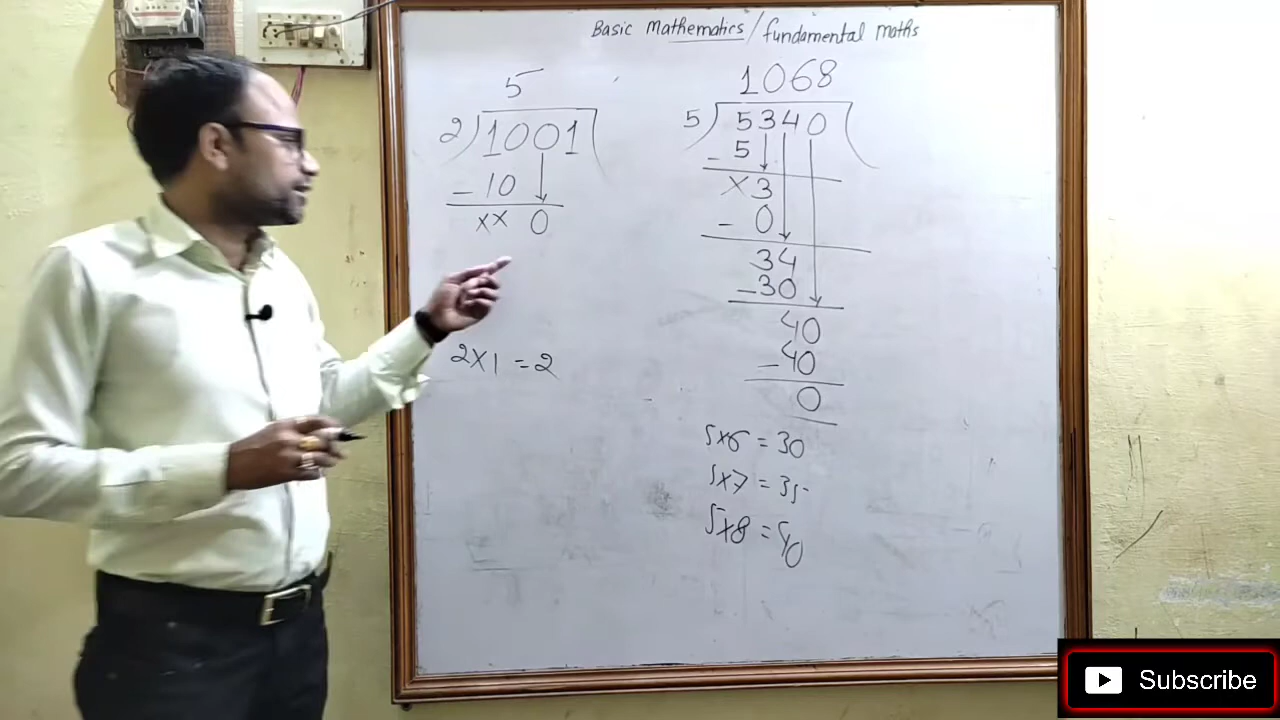 Basic Mathematics/fundamental maths
5
2)1001(
-10
xx 0
2x1 =2
1068
5)5340(
-5
x3
-0
34
-30
40
-40
0
5x6=30
5x7=35
5x8=40
Subscribe